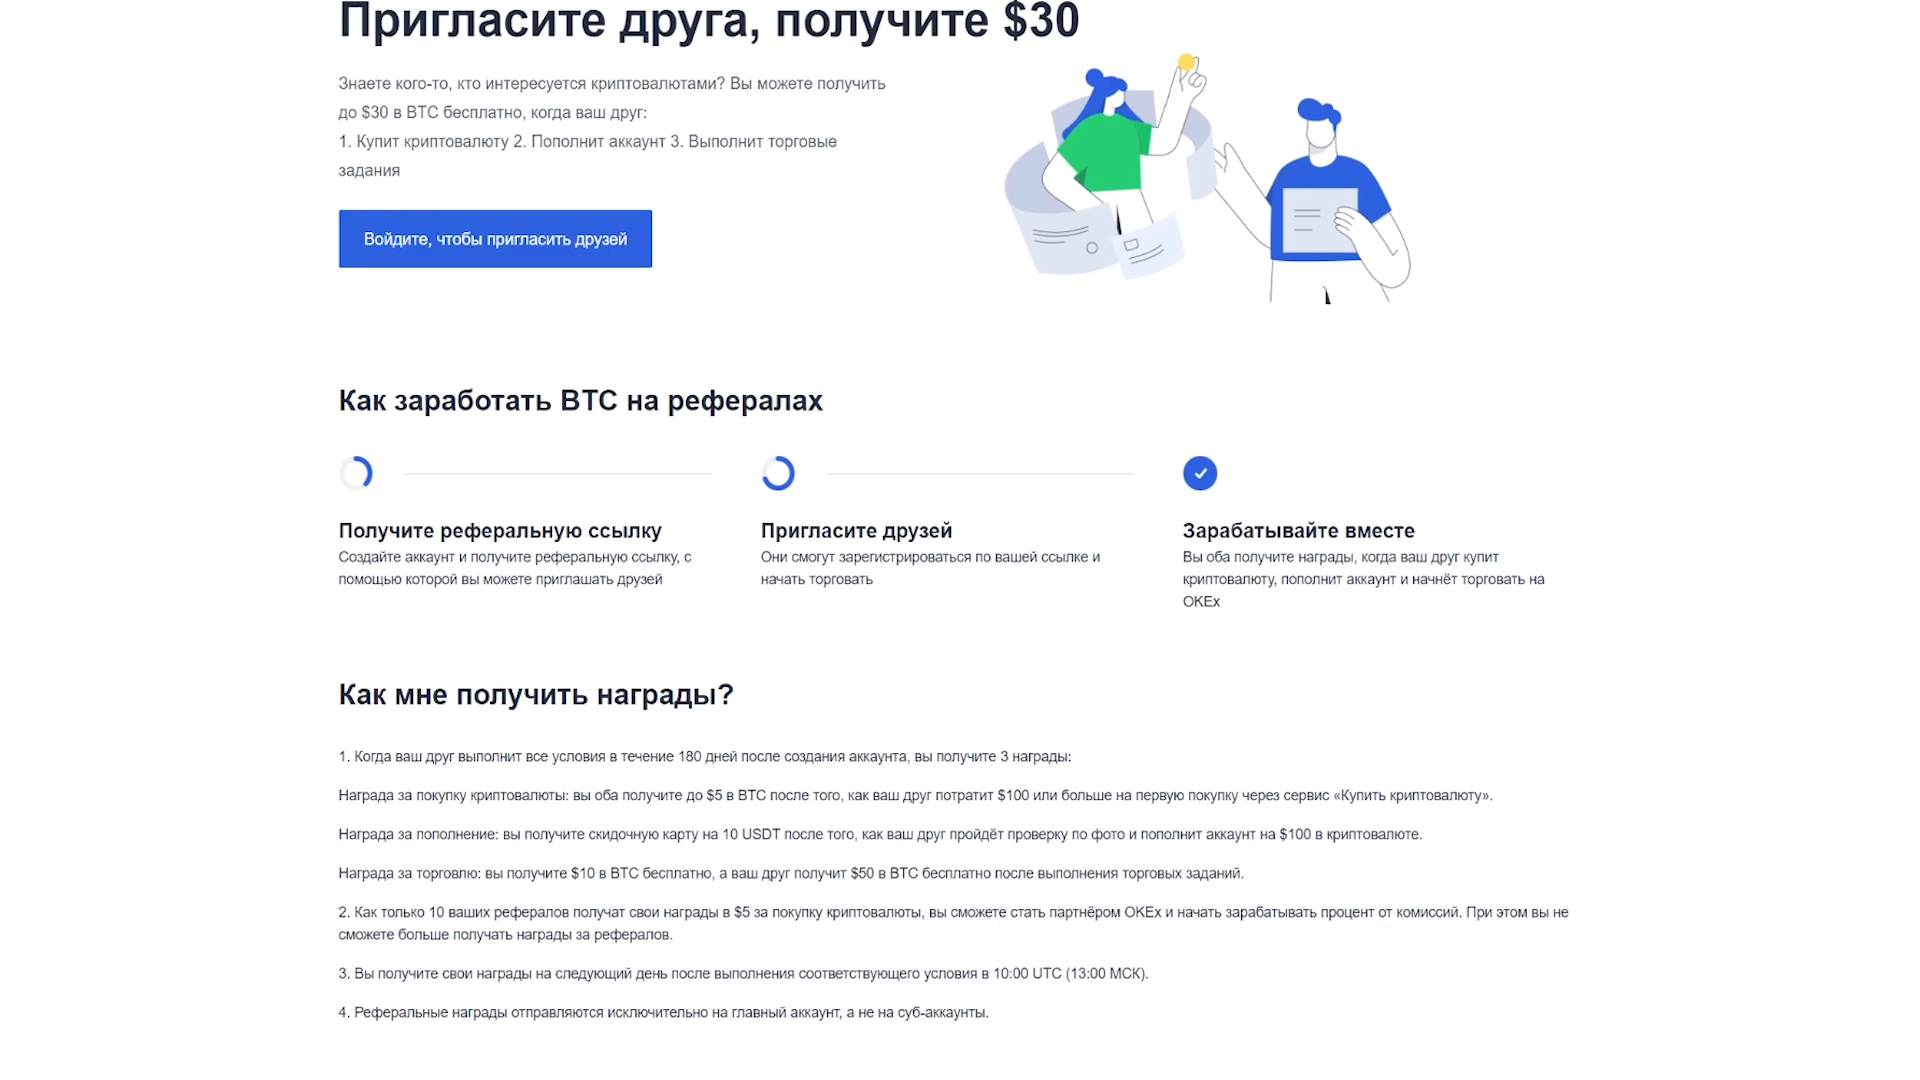 Пригласите друга, получите $30
Знаете кого-то, кто интересуется криптовалютами? Вы можете получить
до $30 в BTC бесплатно, когда ваш друг:
1. Купит криптовалюту 2. Пополнит аккаунт 3. Выполнит торговые
задания
Войдите, чтобы пригласить друзей
Как заработать BTC на рефералах
Получите реферальную ссылку
Создайте аккаунт и получите реферальную ссылку, с
помощью которой вы можете приглашать друзей
Пригласите друзей
Они смогут зарегистрироваться по вашей ссылке и
начать торговать
Зарабатывайте вместе
Вы оба получите награды, когда ваш друг купит
криптовалюту, пополнит аккаунт и начнёт торговать на
OKEx
Как мне получить награды?
1. Когда ваш друг выполнит все условия в течение 180 дней после создания аккаунта, вы получите 3 награды:
Награда за покупку криптовалюты: вы оба получите до $5 в BTC после того, как ваш друг потратит $100 или больше на первую покупку через сервис «Купить криптовалюту».
Награда за пополнение: вы получите скидочную карту на 10 USDT после того, как ваш друг пройдёт проверку по фото и пополнит аккаунт на $100 в криптовалюте.
Награда за торговлю: вы получите $10 в BTC бесплатно, а ваш друг получит $50 в BTC бесплатно после выполнения торговых заданий.
2. Как только 10 ваших рефералов получат свои награды в $5 за покупку криптовалюты, вы сможете стать партнёром OKEx и начать зарабатывать процент от комиссий. При этом вы не
сможете больше получать награды за рефералов.
3. Вы получите свои награды на следующий день после выполнения соответствующего условия в 10:00 UTC (13:00 МСК).
4. Реферальные награды отправляются исключительно на главный аккаунт, а не на суб-аккаунты.